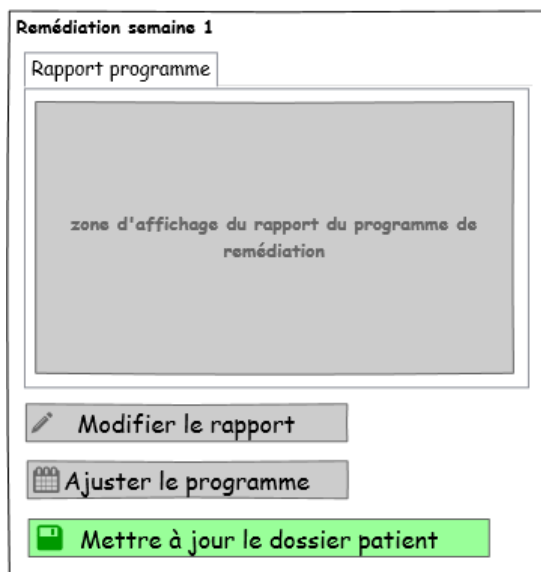 Remédiation semaine 1
Rapport programme
zone d'affichage du rapport du programme de
remédiation
Modifier le rapport
Ajuster le programme
Mettre à jour le dossier patient